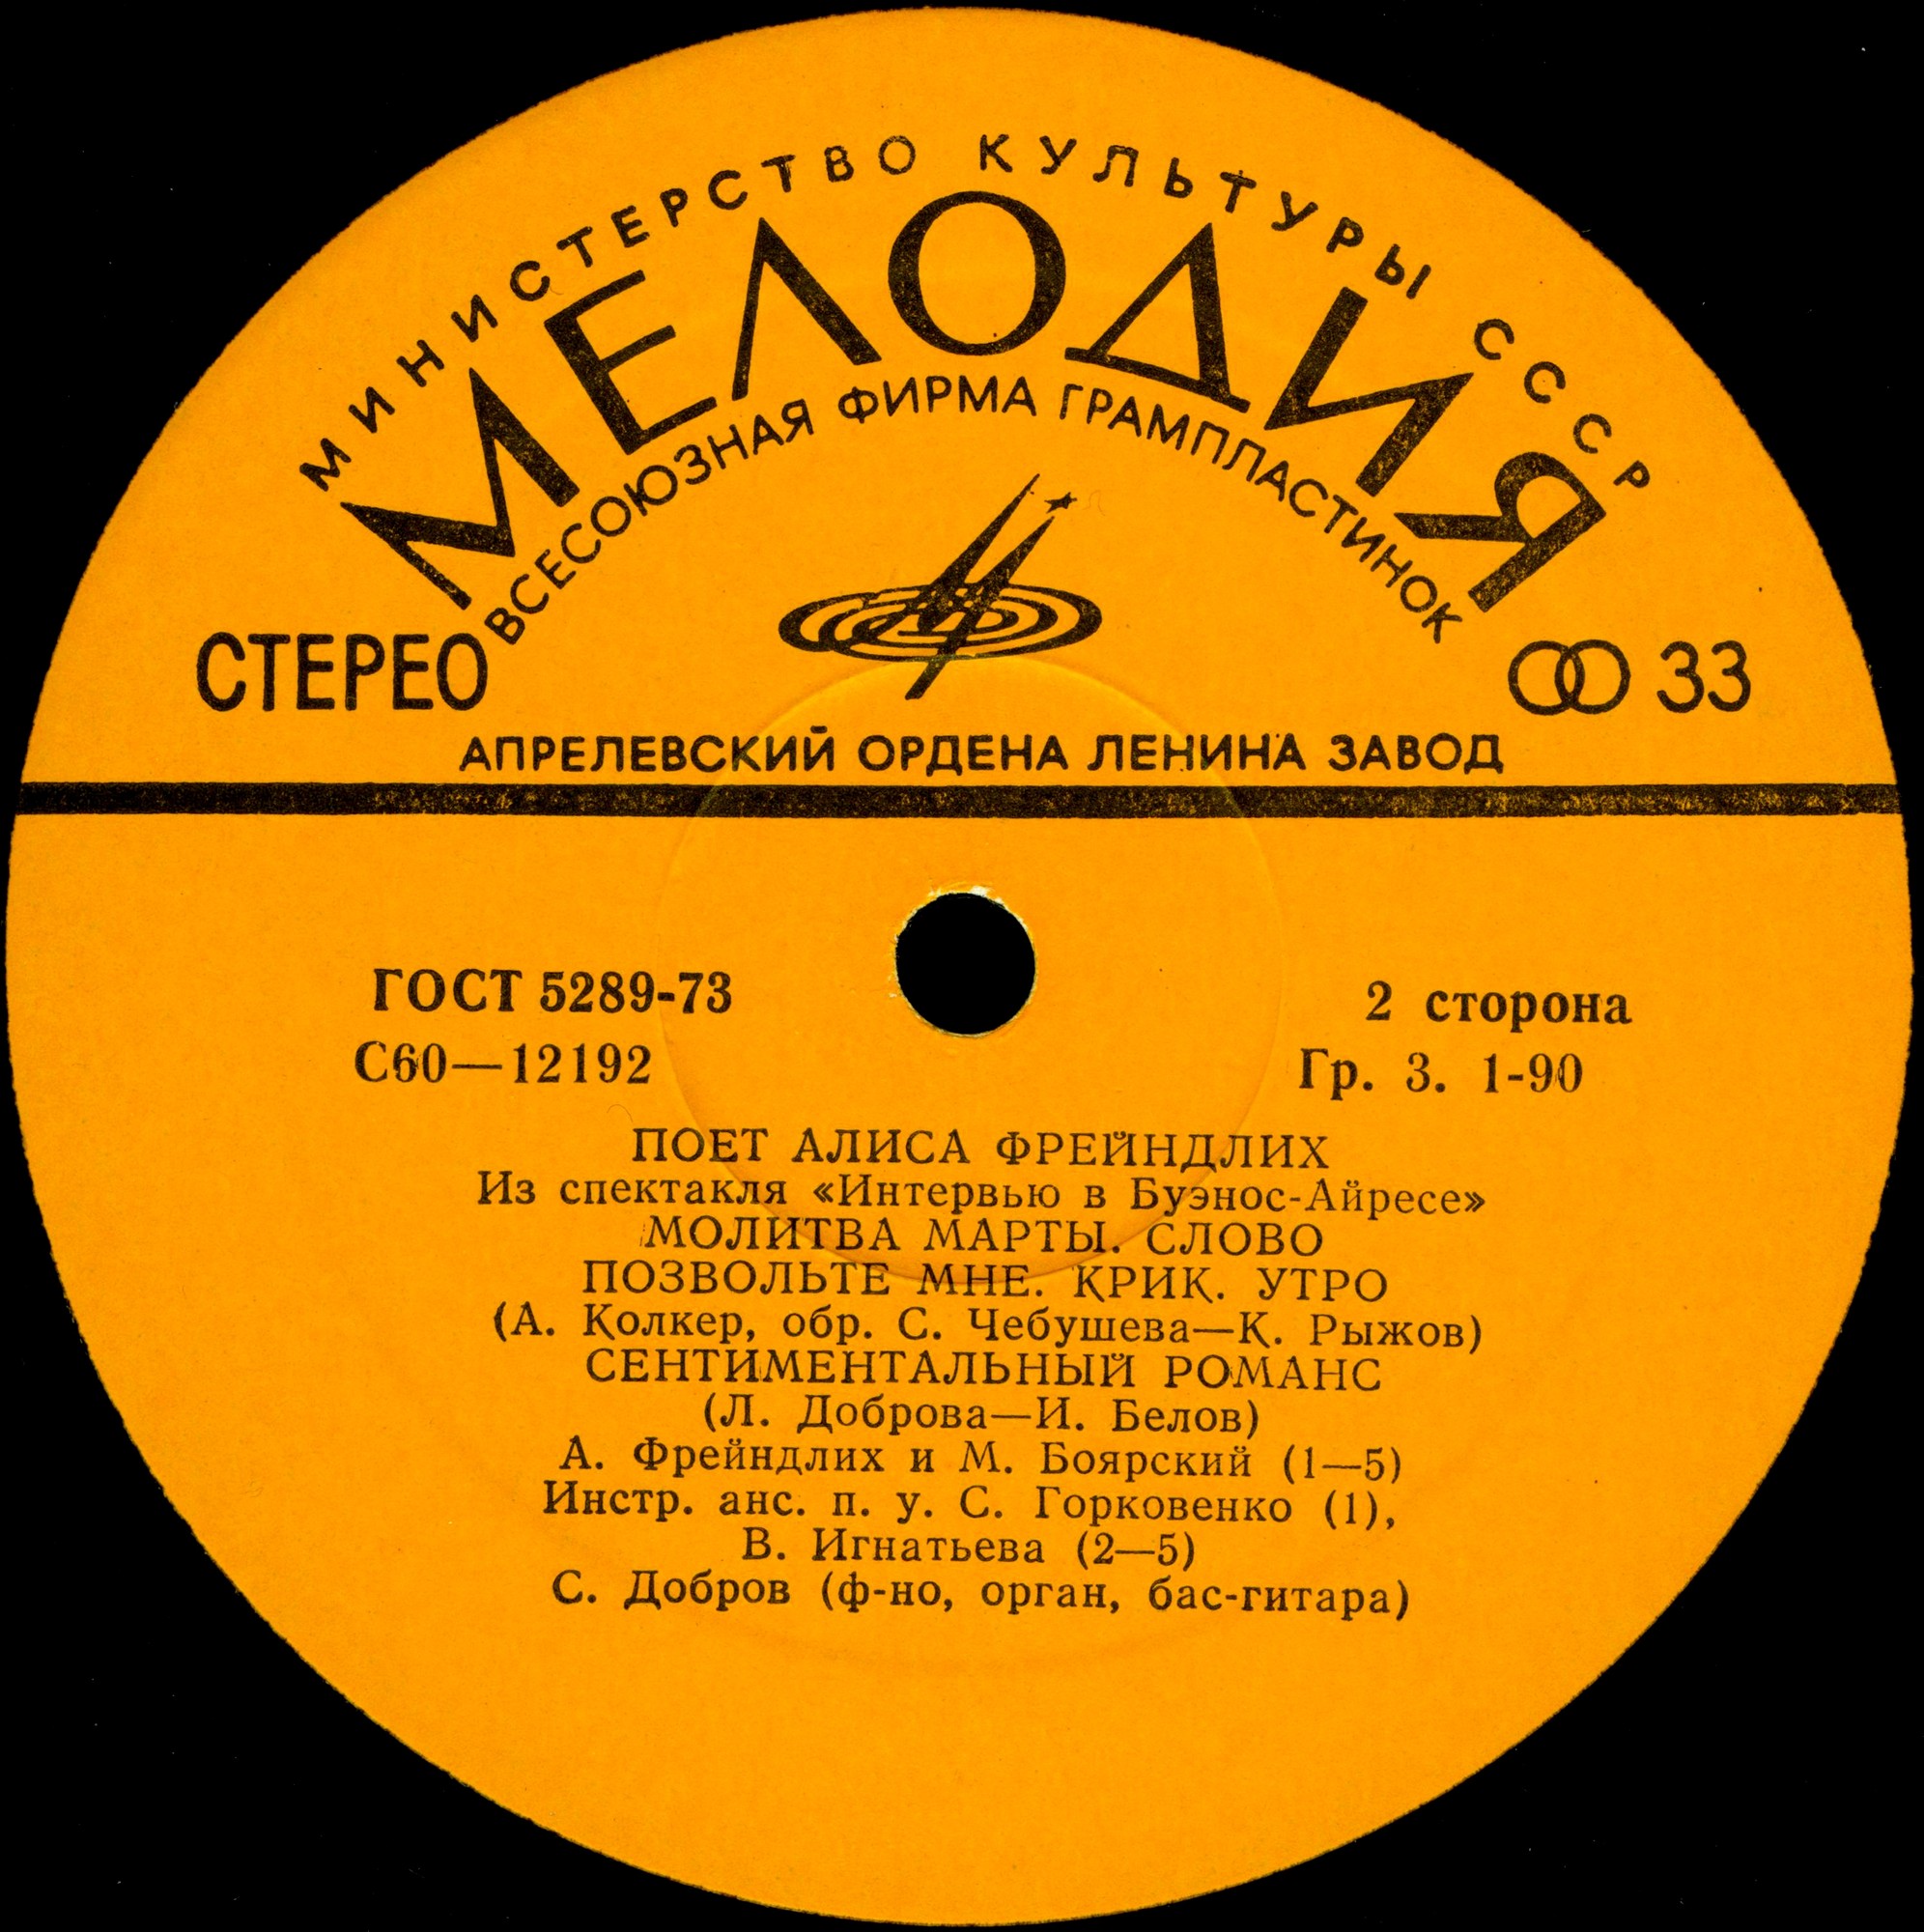 МИНИСТЕРСТВО КУЛЬТУРЫ СССР
МЕЛОДИЯ
ВСЕСОЮЗНАЯ ФИРМА ГРАМПЛАСТИНОК
СТЕРЕО
33
АПРЕЛЕВСКИЙ ОРДЕНА ЛЕНИНА ЗАВОД
ГОСТ 5289-73
2 сторона
С60—12192
Гр. 3. 1-90
ПОЕТ АЛИСА ФРЕЙНДЛИХ
Из спектакля «Интервью в Буэнос-Айресе»
МОЛИТВА МАРТЫ. СЛОВО
ПОЗВОЛЬТЕ МНЕ. КРИК. УТРО
(А. Колкер, обр. С. Чебушева—К. Рыжов)
СЕНТИМЕНТАЛЬНЫЙ РОМАНС
(Л. Доброва—И. Белов)
А. Фрейндлих и М. Боярский (1—5)
Инстр. анс. п. у. С. Горковенко (1),
В. Игнатьева (2—5)
С. Добров (ф-но, орган, бас-гитара)